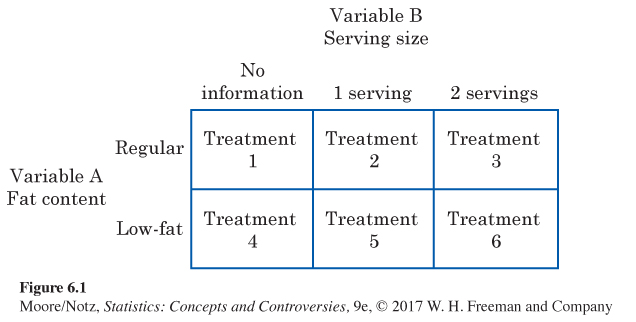 Variable B
Serving size
No
information 1 serving 2 servings
Regular Treatment Treatment Treatment
1 2 3
Variable A
Fat content
Low-fat Treatment Treatment Treatment
4 5 6
Figure 6.1
Moore/Notz, Statistics: Concepts and Controversies, 9e, © 2017 W. H. Freeman and Company